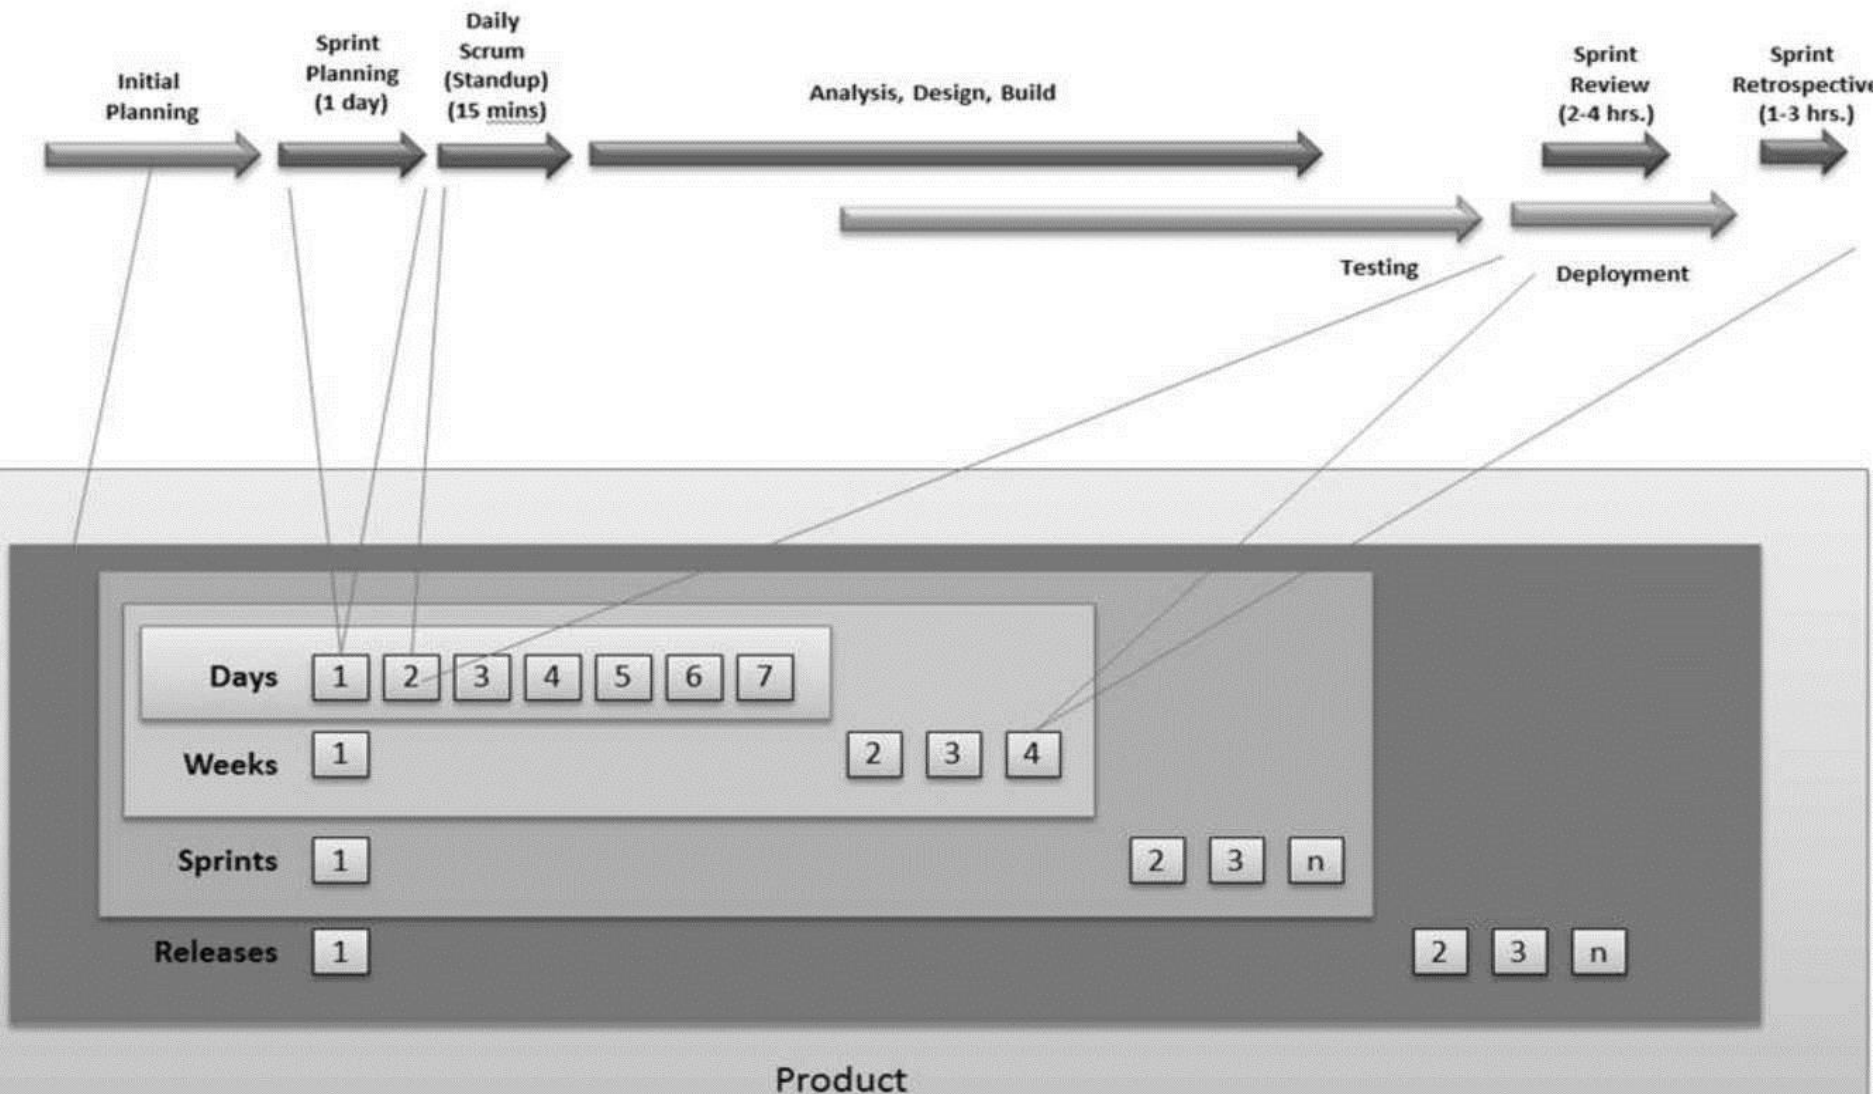 Initial
Planning
Sprint
Planning
(1 day)
Daily
Scrum
(Standup)
(15 mins)
Analysis, Design, Build
Sprint
Review
(2-4 hrs.)
Sprint
Retrospective
(1-3 hrs.)
Testing
Deployment
Days 1 2 3 4 5 6 7
Weeks 1 2 3 4
Sprints 1 2 3 n
Releases 1 2 3 n
Product